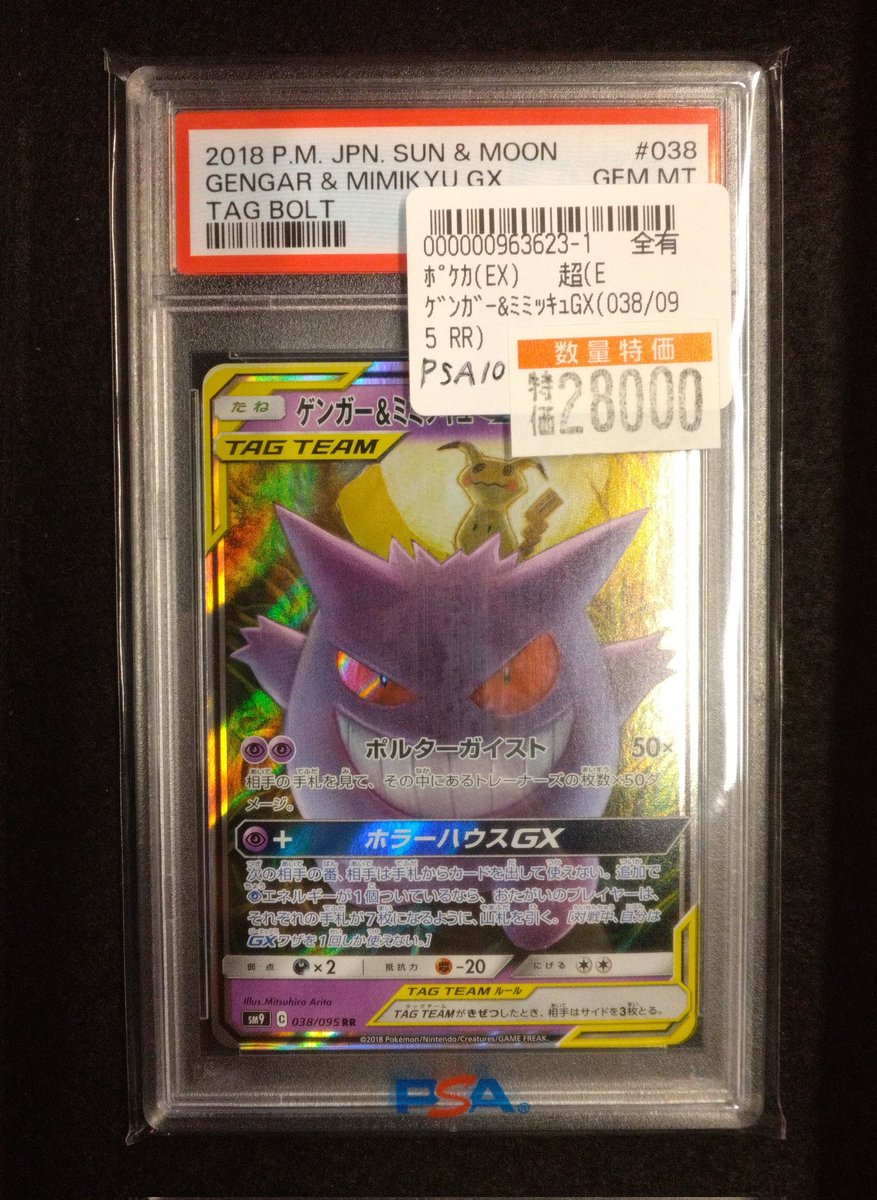 2018 P.M. JPN. SUN & MOON #038
GENGAR & MIMIKYU GX GEM MT
TAG BOLT
000000963623-1 全有
ﾎﾟｹｶ(EX) 超(E
ｹﾞﾝｶﾞｰ&ﾐﾐｯｷｭGX(038/09
5 RR)
PSA10
数量特価
特価 28000
たね ゲンガー&ミミッキュ
TAG TEAM
ポルターガイスト 50×
相手の手札を見て、その中にあるトレーナーズの枚数×50ダ
メージ。
+ ホラーハウスGX
次の相手の番、相手は手札からカードを出して使えない。追加で
エネルギーが1個ついているなら、おたがいのプレイヤーは、
それぞれの手札が7枚になるように、山札を引く。[対戦中、自分は
GXワザを1回しか使えない。]
弱点 ×2 抵抗力 -20 にげる
TAG TEAM ルール
TAG TEAMがきぜつしたとき、相手はサイドを3枚とる。
Illus.Mitsuhiro Arita
SM9 C 038/095 RR
©2018 Pokémon/Nintendo/Creatures/GAME FREAK.
PSA®